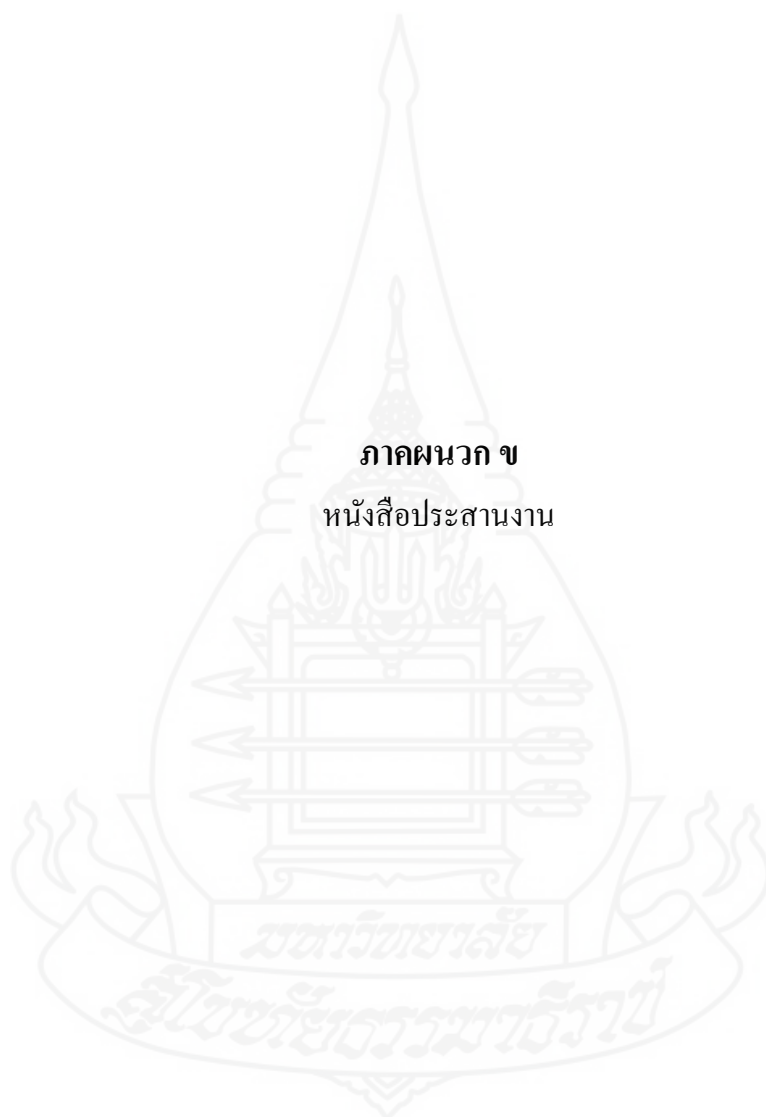 ภาคผนวก ข
หนังสือประสานงาน
มหาวิทยาลัย
สุโขทัยธรรมาธิราช